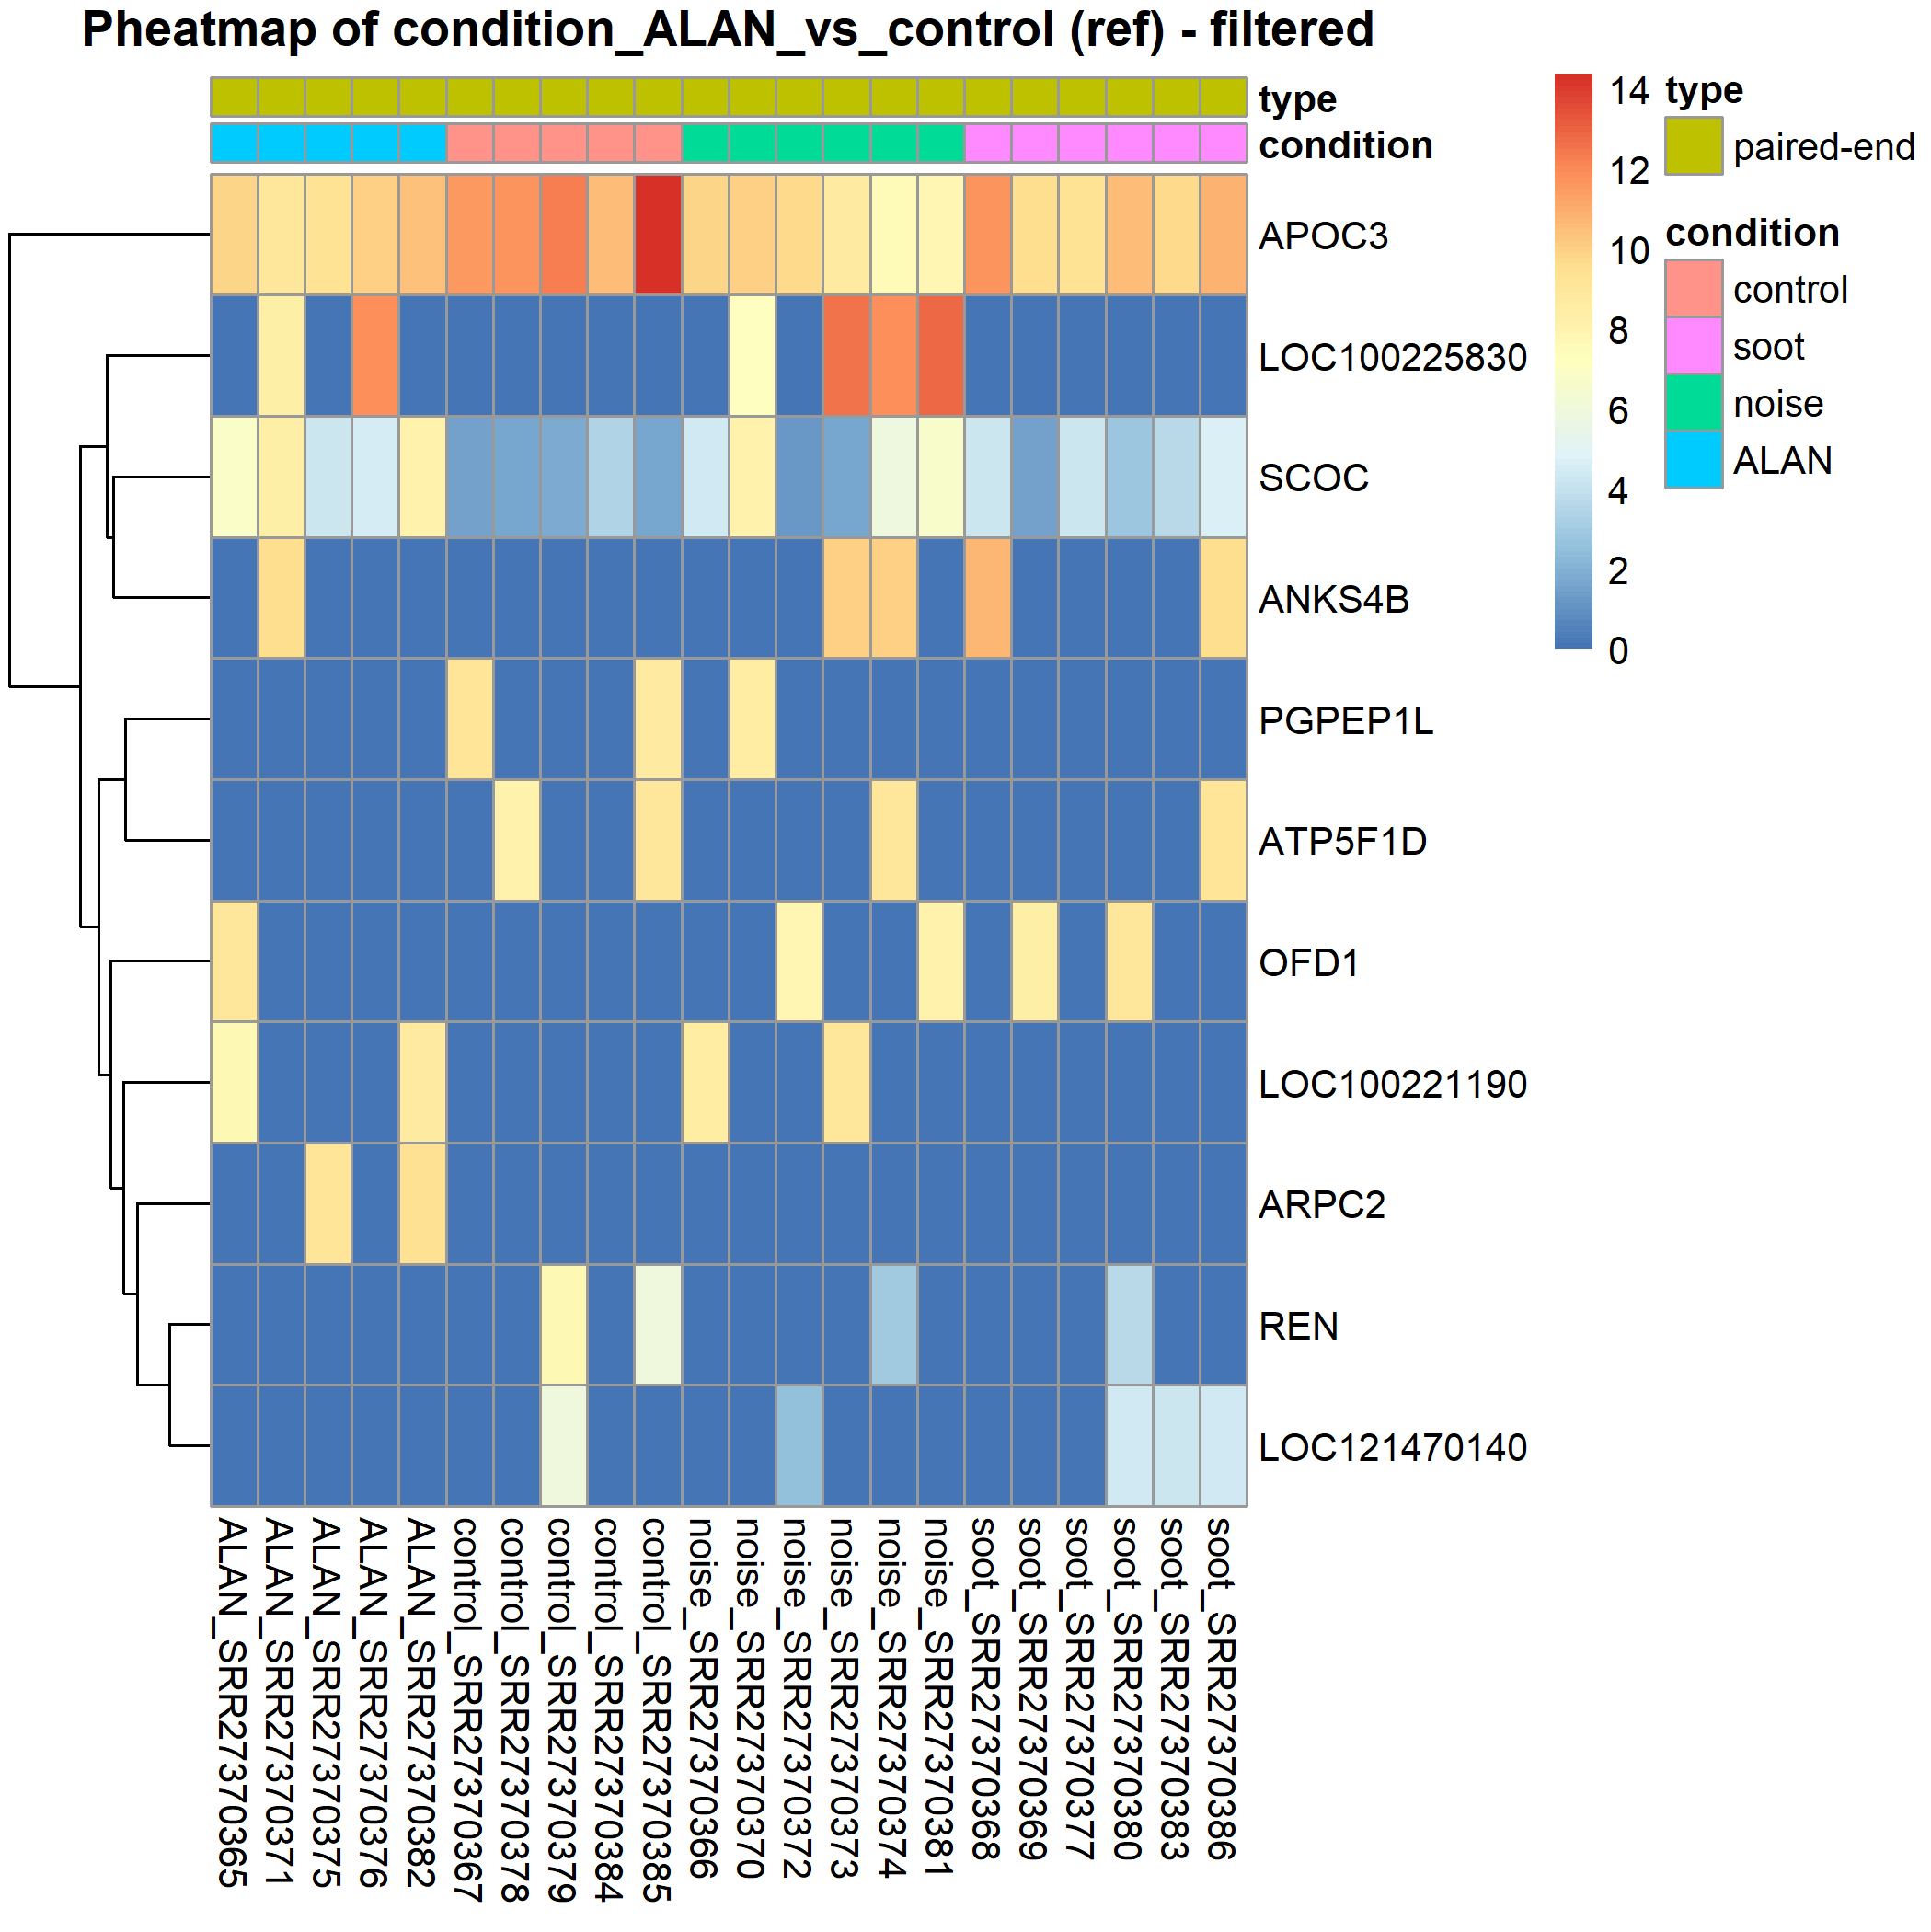 Pheatmap of condition_ALAN_vs_control (ref) - filtered
type
condition
APOC3
LOC100225830
SCOC
ANKS4B
PGPEP1L
ATP5F1D
OFD1
LOC100221190
ARPC2
REN
LOC121470140
ALAN_SRR27370365
ALAN_SRR27370371
ALAN_SRR27370375
ALAN_SRR27370376
ALAN_SRR27370382
control_SRR27370367
control_SRR27370378
control_SRR27370379
control_SRR27370384
control_SRR27370385
noise_SRR27370366
noise_SRR27370370
noise_SRR27370372
noise_SRR27370373
noise_SRR27370374
noise_SRR27370381
soot_SRR27370368
soot_SRR27370369
soot_SRR27370377
soot_SRR27370380
soot_SRR27370383
soot_SRR27370386
14
12
10
8
6
4
2
0
type
paired-end
condition
control
soot
noise
ALAN